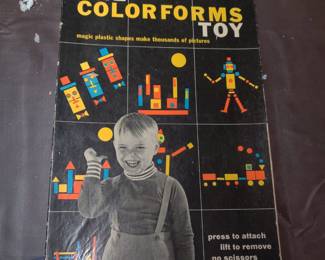 COLORFORMS
TOY
magic plastic shapes make thousands of pictures
press to attach
lift to remove
no scissors